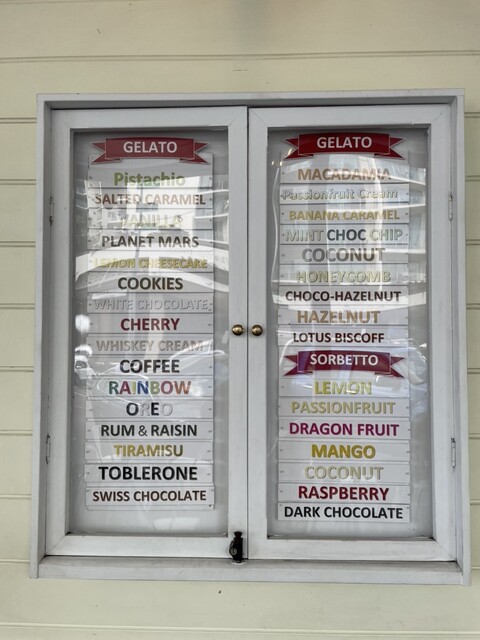 GELATO
Pistachio
SALTED CARAMEL
VANILLA
PLANET MARS
LEMON CHEESECAKE
COOKIES
WHITE CHOCOLATE
CHERRY
WHISKEY CREAM
COFFEE
RAINBOW
OREO
RUM & RAISIN
TIRAMISU
TOBLERONE
SWISS CHOCOLATE
GELATO
MACADAMIA
Passionfruit Cream
BANANA CARAMEL
MINT CHOC CHIP
COCONUT
HONEYCOMB
CHOCO-HAZELNUT
HAZELNUT
LOTUS BISCOFF
SORBETTO
LEMON
PASSIONFRUIT
DRAGON FRUIT
MANGO
COCONUT
RASPBERRY
DARK CHOCOLATE